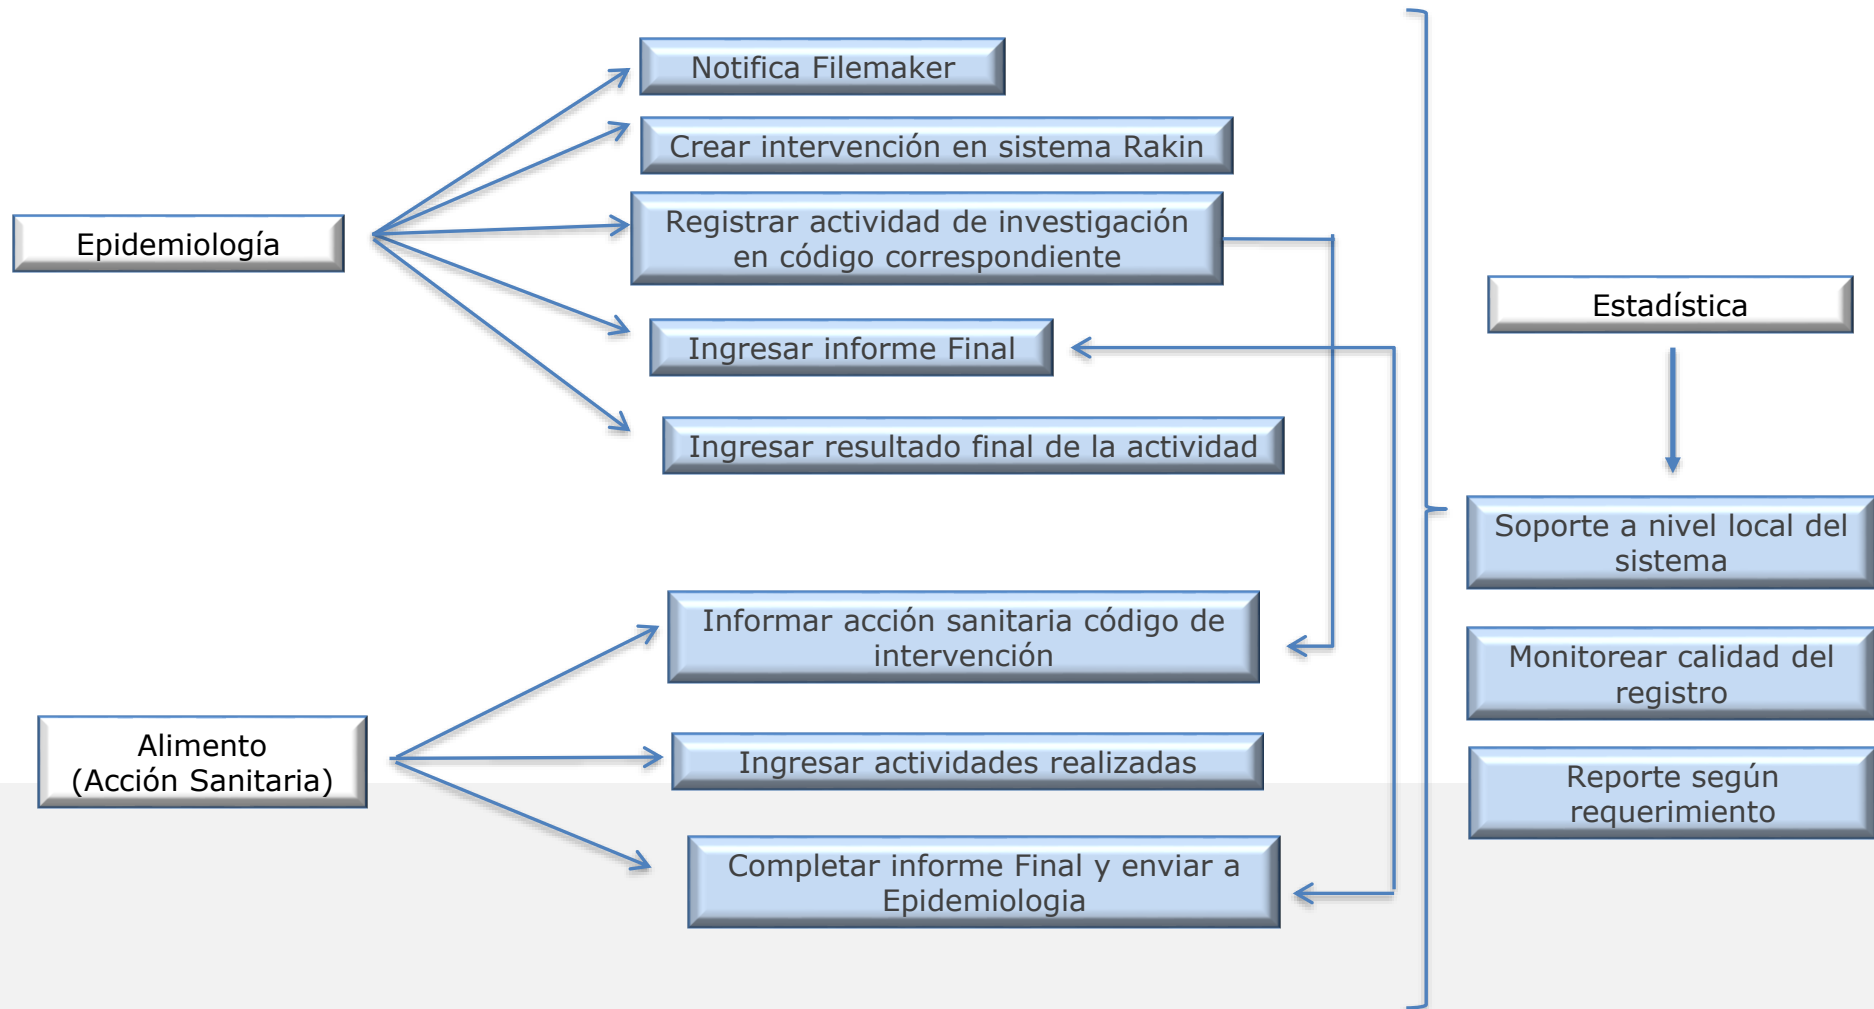 Notifica Filemaker
Crear intervención en sistema Rakin
Registrar actividad de investigación
en código correspondiente
Epidemiología
Ingresar informe Final
Ingresar resultado final de la actividad
Informar acción sanitaria código de
intervención
Alimento
(Acción Sanitaria)
Ingresar actividades realizadas
Completar informe Final y enviar a
Epidemiologia
Estadística
Soporte a nivel local del
sistema
Monitorear calidad del
registro
Reporte según
requerimiento